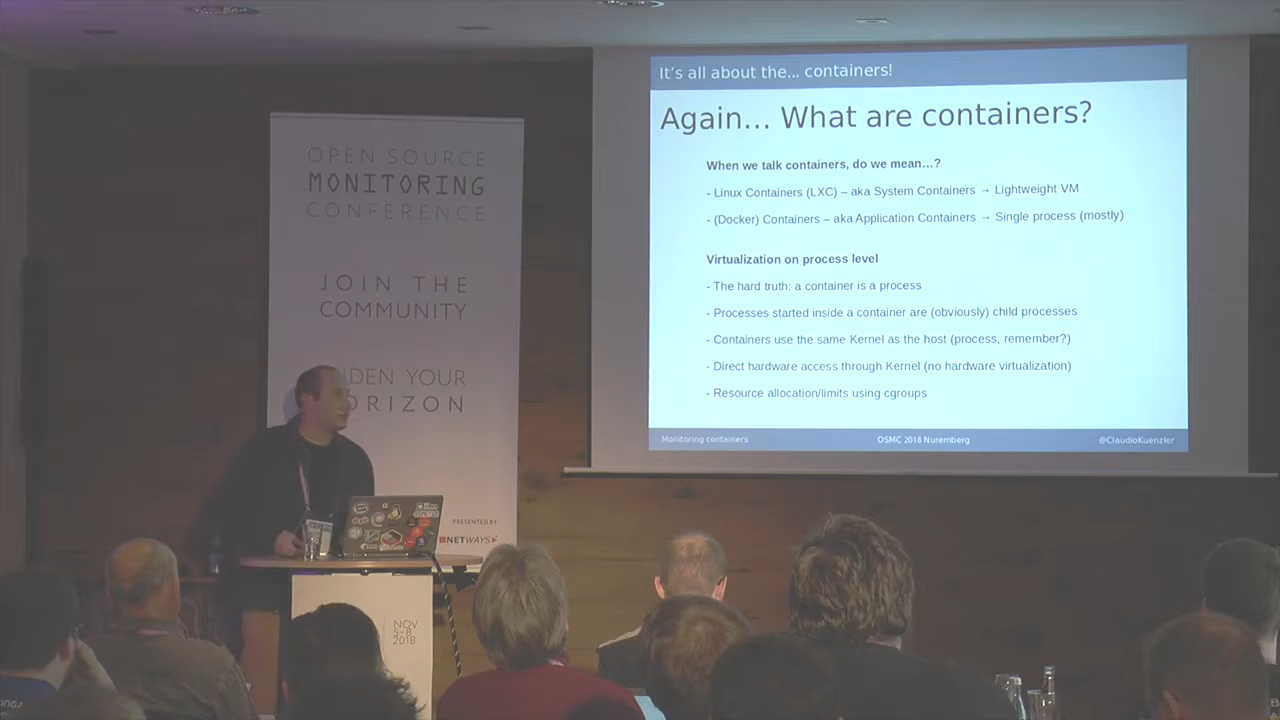 It's all about the... containers!
Again... What are containers?
When we talk containers, do we mean...?
- Linux Containers (LXC) – aka System Containers → Lightweight VM
- (Docker) Containers – aka Application Containers → Single process (mostly)
Virtualization on process level
- The hard truth: a container is a process
- Processes started inside a container are (obviously) child processes
- Containers use the same Kernel as the host (process, remember?)
- Direct hardware access through Kernel (no hardware virtualization)
- Resource allocation/limits using cgroups
Monitoring containers
OSMC 2018 Nuremberg
@ClaudioKuenzler
OPEN SOURCE
MONITORING
CONFERENCE
JOIN THE
COMMUNITY
IDEN YOUR
ORIZON
PRESENTED BY
NETWAYS
NOV
5-8
2018